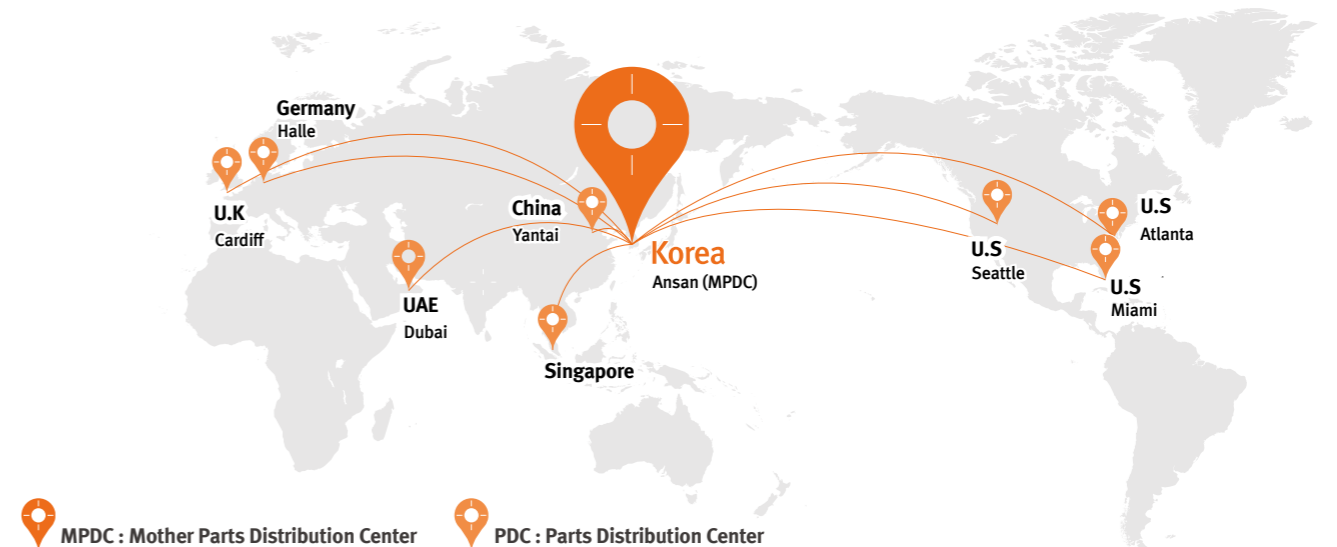 Germany
Halle
U.K
Cardiff
China
Yantai
UAE
Dubai
Singapore
Korea
Ansan (MPDC)
U.S
Seattle
U.S
Atlanta
U.S
Miami
MPDC : Mother Parts Distribution Center
PDC : Parts Distribution Center